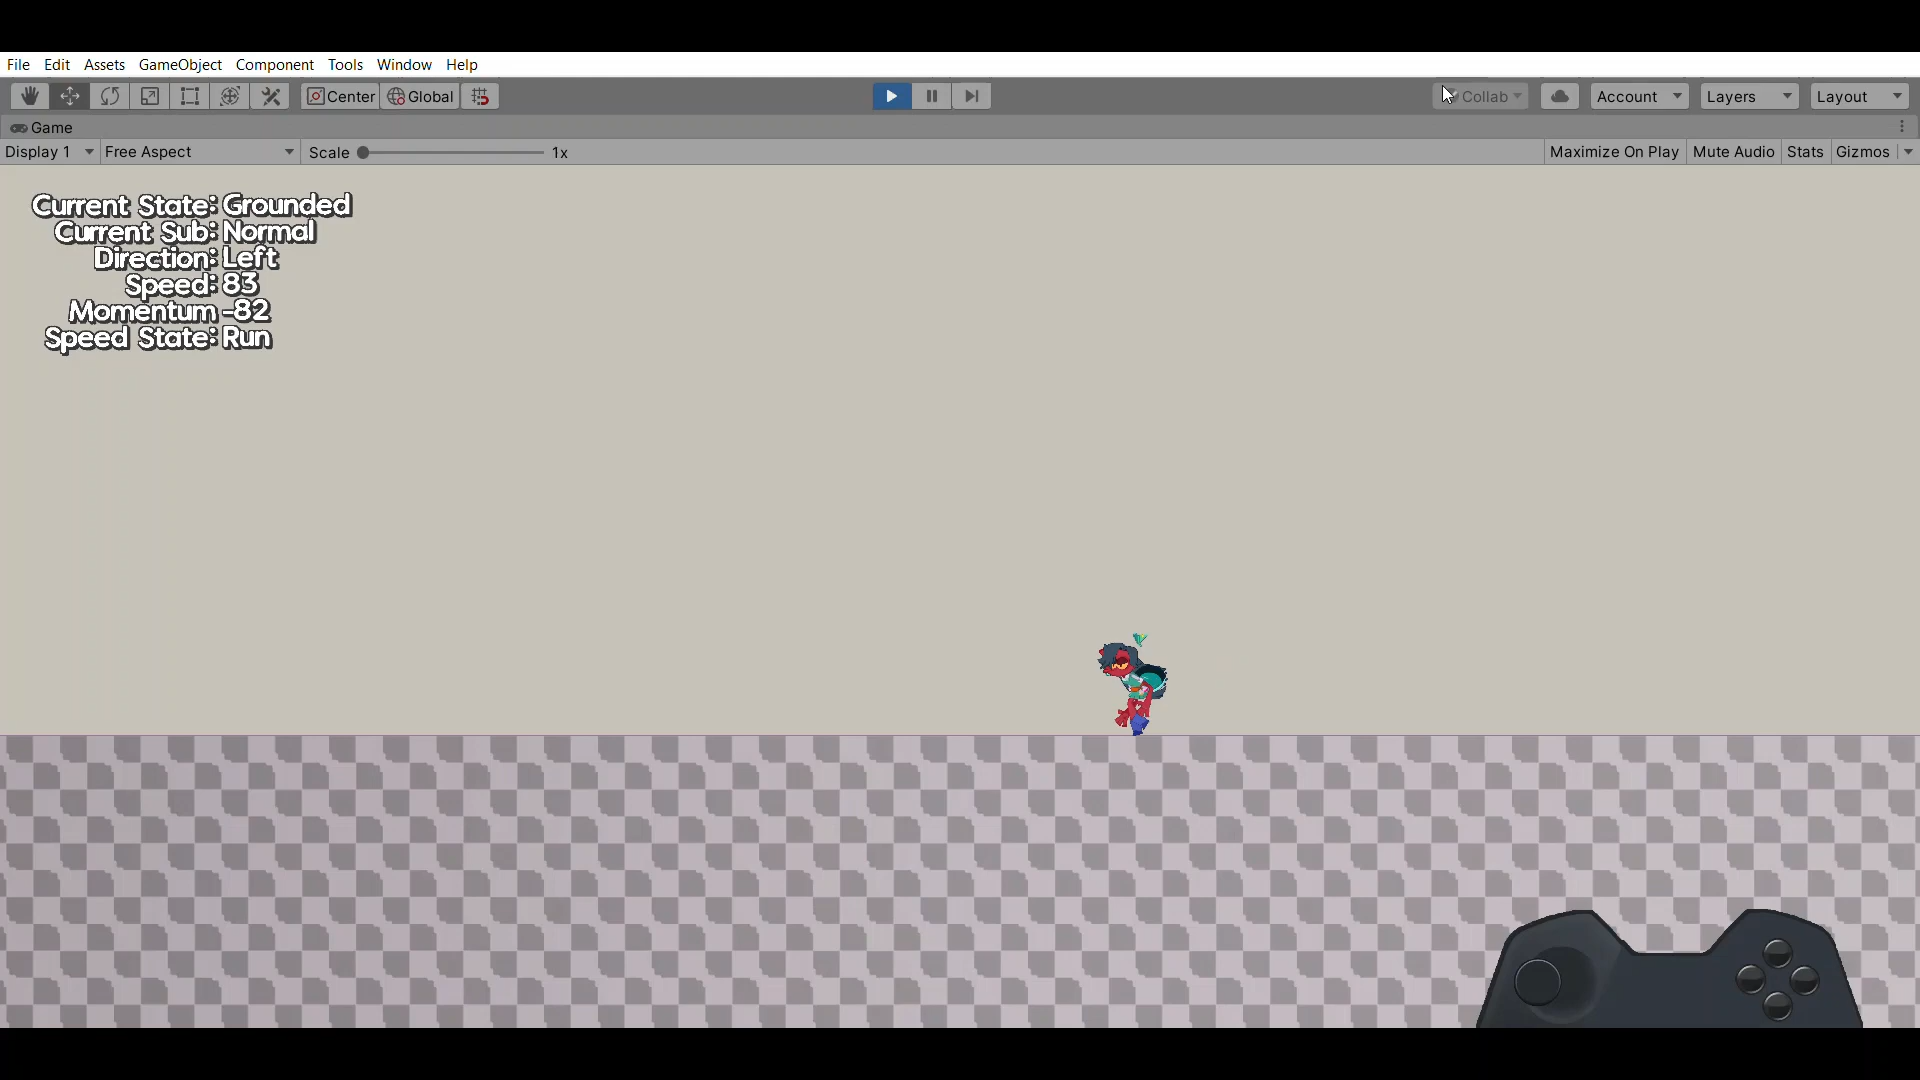 File Edit Assets GameObject Component Tools Window Help
Center Global Collab Account Layers Layout
Game
Display 1 Free Aspect Scale 1x Maximize On Play Mute Audio Stats Gizmos
Current State: Grounded
Current Sub: Normal
Direction: Left
Speed: 83
Momentum -82
Speed State: Run